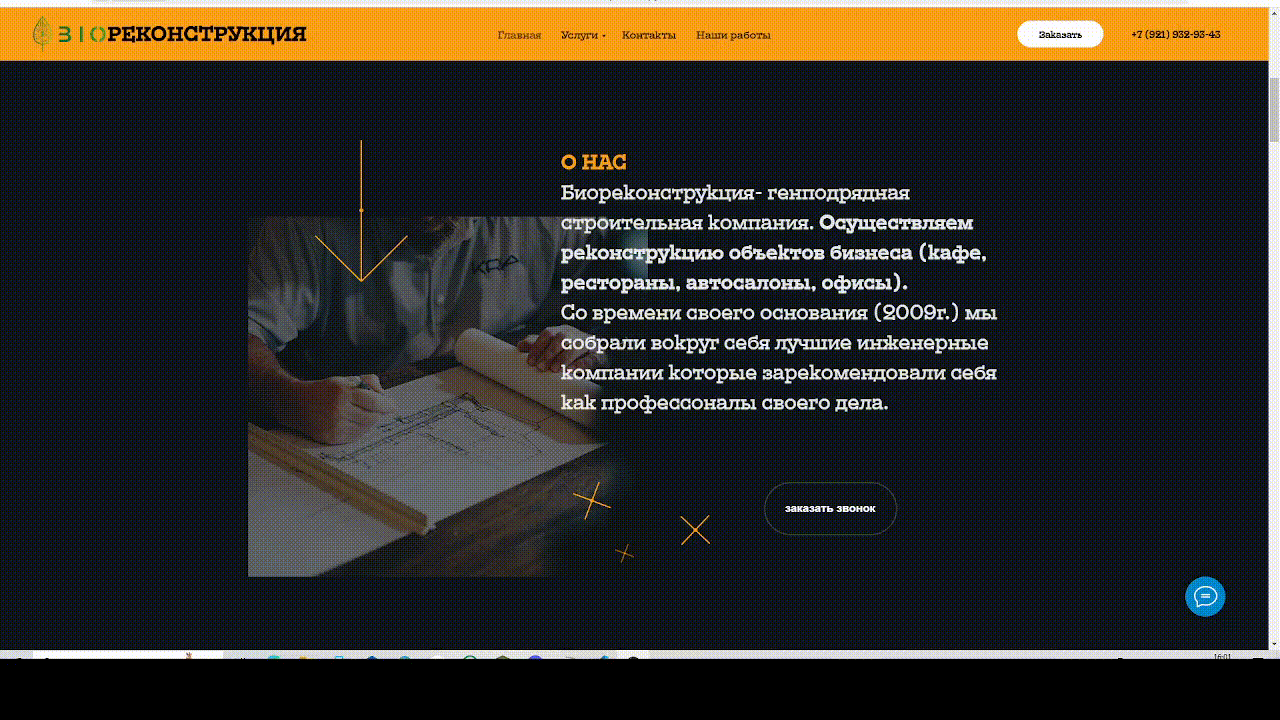 BIOРЕКОНСТРУКЦИЯ
Главная Услуги Контакты Наши работы
Заказать +7 (921) 932-93-43
О НАС
Биореконструкция- генподрядная
строительная компания. Осуществляем
реконструкцию объектов бизнеса (кафе,
рестораны, автосалоны, офисы).
Со времени своего основания (2009г.) мы
собрали вокруг себя лучшие инженерные
компании которые зарекомендовали себя
как профессоналы своего дела.
заказать звонок
16:01